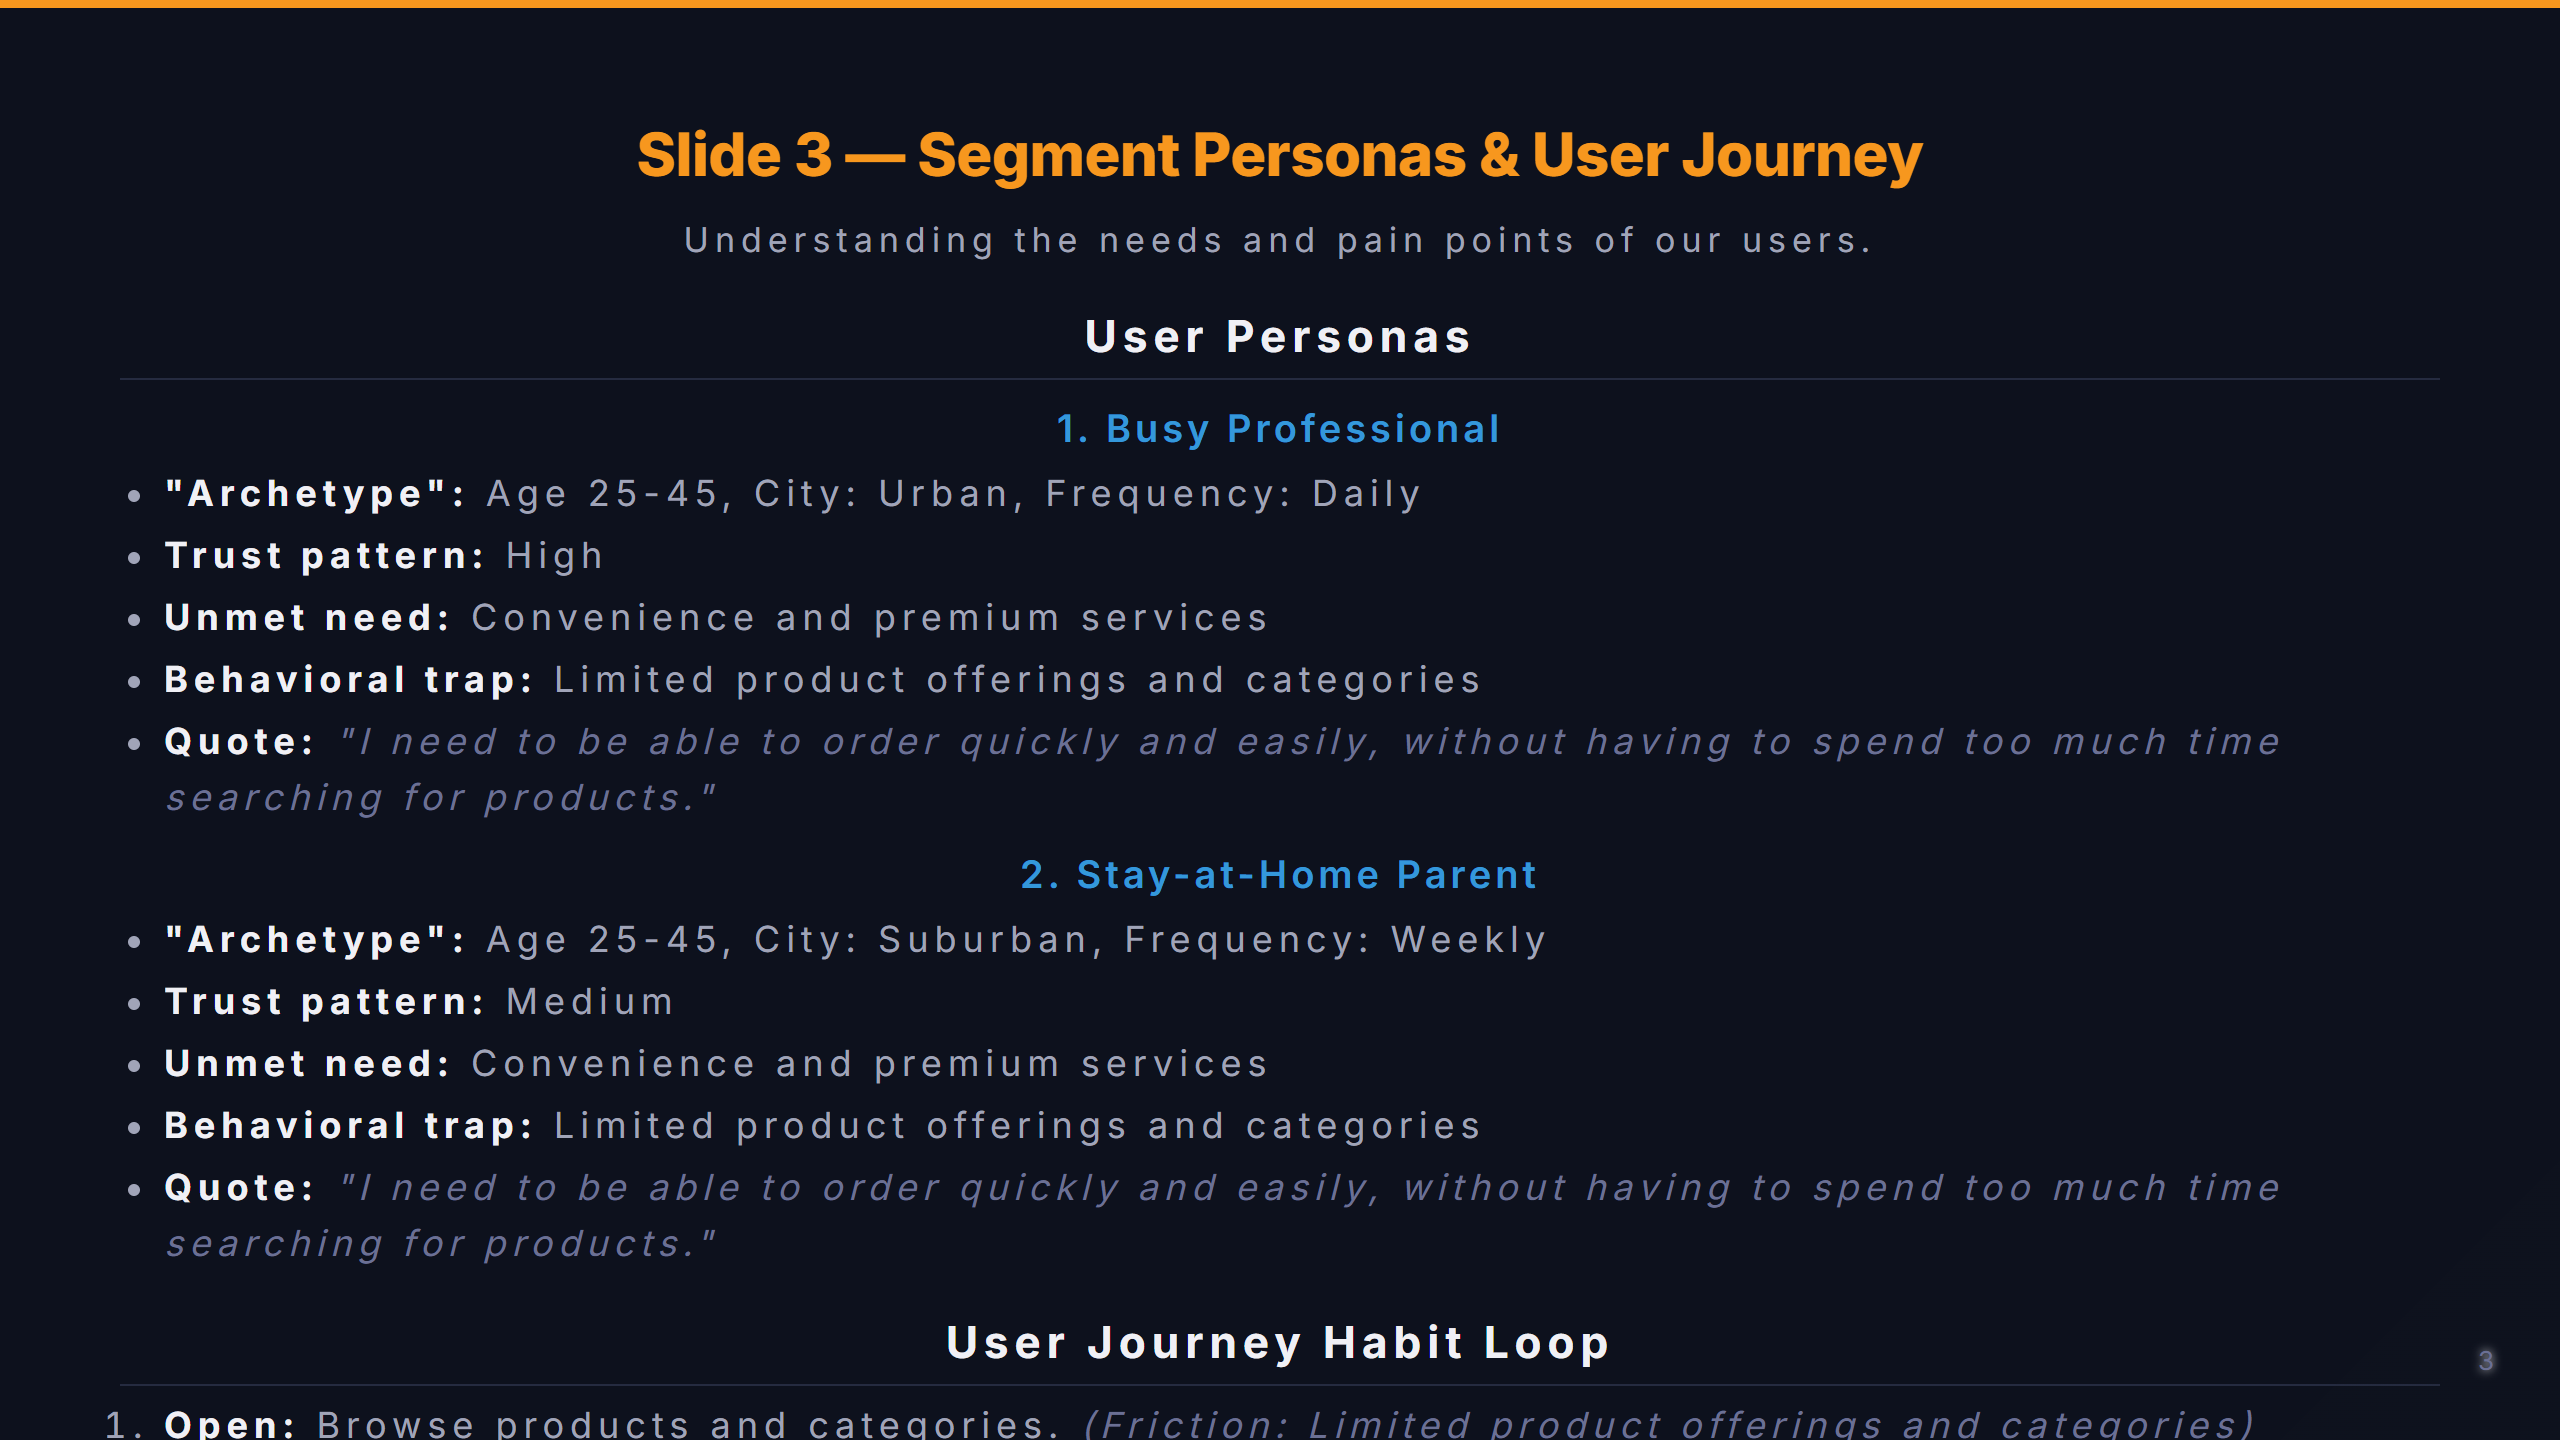 Slide 3 — Segment Personas & User Journey
Understanding the needs and pain points of our users.
User Personas
1. Busy Professional
• "Archetype": Age 25-45, City: Urban, Frequency: Daily
• Trust pattern: High
• Unmet need: Convenience and premium services
• Behavioral trap: Limited product offerings and categories
• Quote: "I need to be able to order quickly and easily, without having to spend too much time
searching for products."
2. Stay-at-Home Parent
• "Archetype": Age 25-45, City: Suburban, Frequency: Weekly
• Trust pattern: Medium
• Unmet need: Convenience and premium services
• Behavioral trap: Limited product offerings and categories
• Quote: "I need to be able to order quickly and easily, without having to spend too much time
searching for products."
User Journey Habit Loop
3
1. Open: Browse products and categories. (Friction: Limited product offerings and categories)